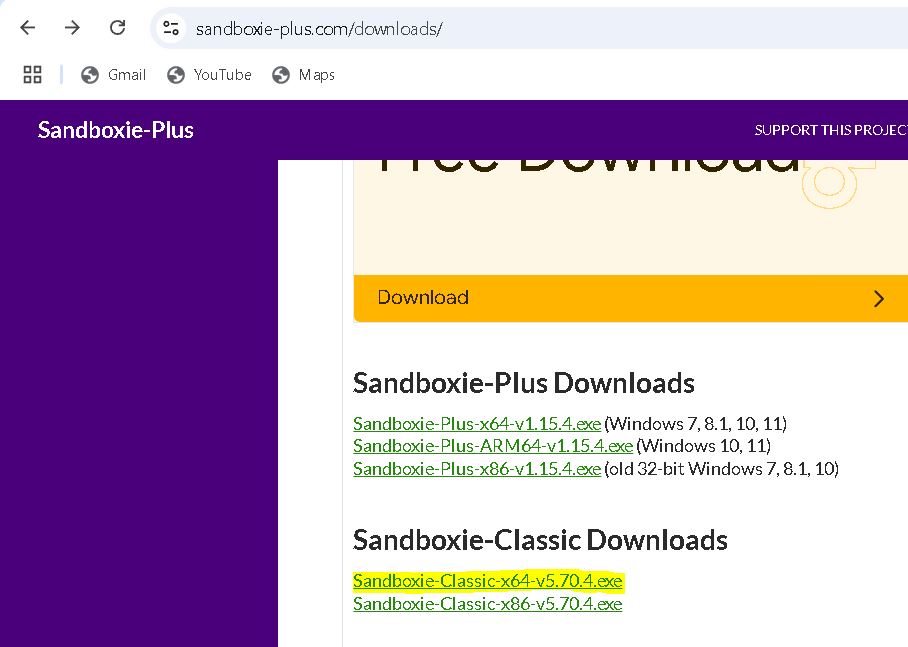 sandboxie-plus.com/downloads/
Gmail YouTube Maps
Sandboxie-Plus SUPPORT THIS PROJEC
Free Download
Download
Sandboxie-Plus Downloads
Sandboxie-Plus-x64-v1.15.4.exe (Windows 7, 8.1, 10, 11)
Sandboxie-Plus-ARM64-v1.15.4.exe (Windows 10, 11)
Sandboxie-Plus-x86-v1.15.4.exe (old 32-bit Windows 7, 8.1, 10)
Sandboxie-Classic Downloads
Sandboxie-Classic-x64-v5.70.4.exe
Sandboxie-Classic-x86-v5.70.4.exe